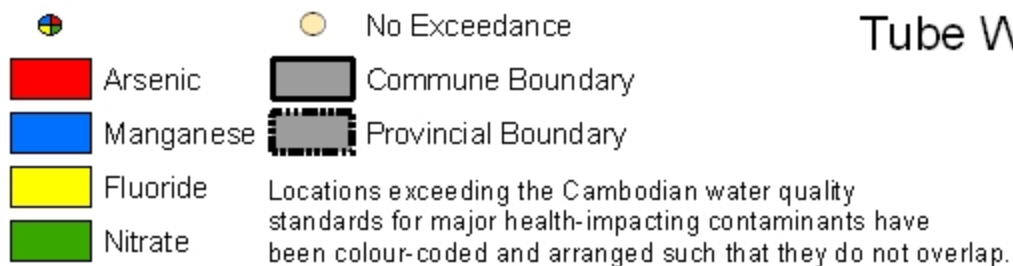 No Exceedance
Tube
Arsenic
Commune Boundary
Manganese
Provincial Boundary
Fluoride
Nitrate
Locations exceeding the Cambodian water quality
standards for major health-impacting contaminants have
been colour-coded and arranged such that they do not overlap.